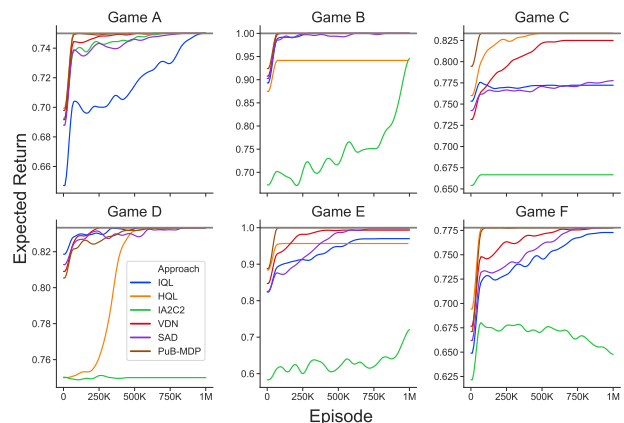 Game A
Game B
Game C
0.74
0.72
0.70
0.68
0.66
1.00
0.95
0.90
0.85
0.80
0.75
0.70
0.825
0.800
0.775
0.750
0.725
0.700
0.675
0.650
Expected Return
Game D
Game E
Game F
0.82
0.80
0.78
0.76
Approach
IQL
HQL
IA2C2
VDN
SAD
PuB-MDP
1.0
0.9
0.8
0.7
0.6
0.775
0.750
0.725
0.700
0.675
0.650
0.625
0 250K 500K 750K 1M
0 250K 500K 750K 1M
0 250K 500K 750K 1M
Episode